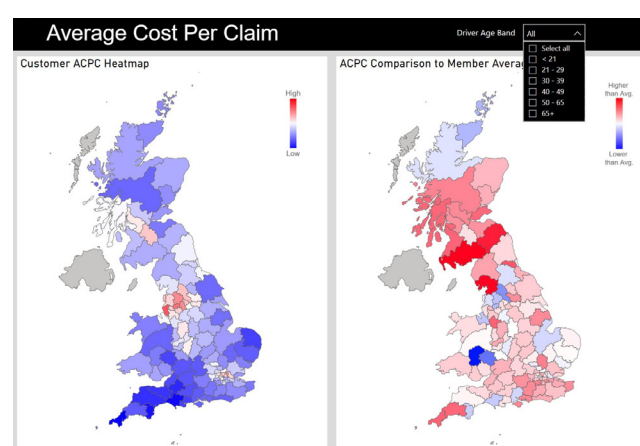 Average Cost Per Claim
Driver Age Band
All
Select all
< 21
21 - 29
30 - 39
40 - 49
50 - 65
65+
Customer ACPC Heatmap
High
Low
ACPC Comparison to Member Avera
Higher
than Avg.
Lower
than Avg.